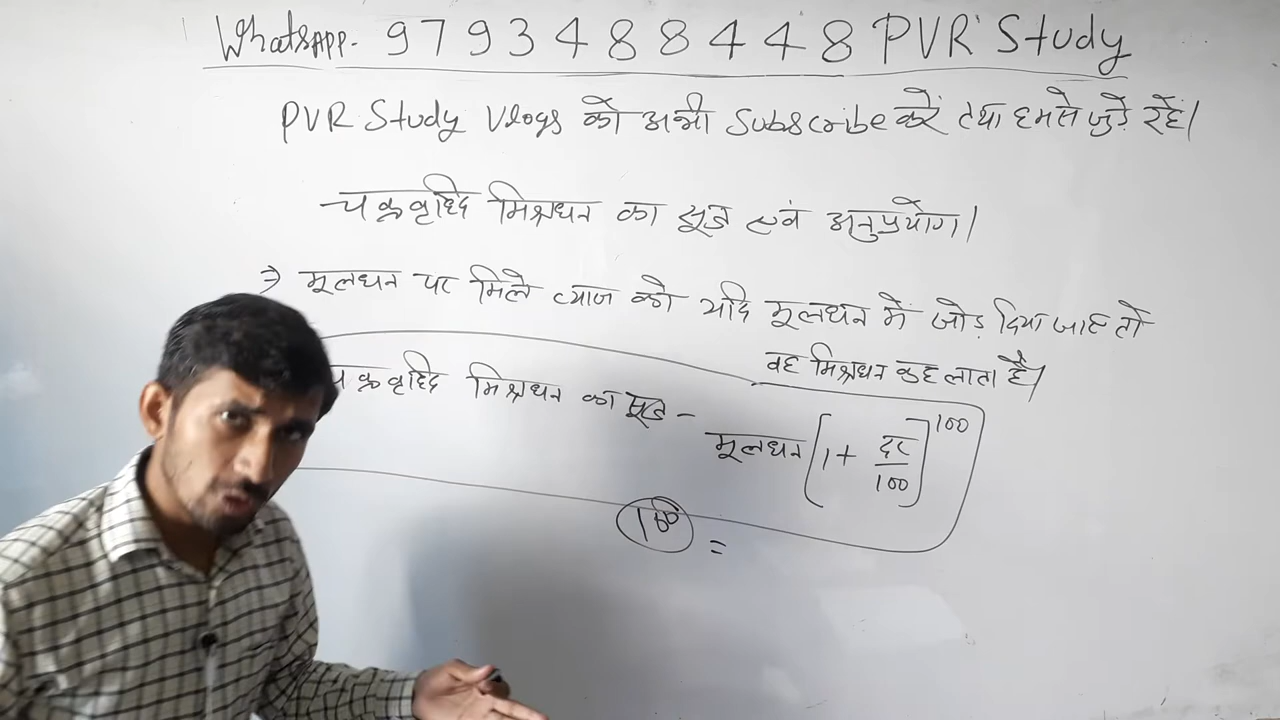 WhatsApp- 9793488448 PVR Study
PVR Study Vlogs को अभी Subscribe करें तथा हमसे जुड़े रहें।
चक्रवृद्धि मिश्रधन का सूत्र एवं अनुप्रयोग।
⇒ मूलधन पर मिले ब्याज को यदि मूलधन में जोड़ दिया जाए तो
वह मिश्रधन कहलाता है।
चक्रवृद्धि मिश्रधन का सूत्र -
मूलधन [1 + दर/100]^100
100 =